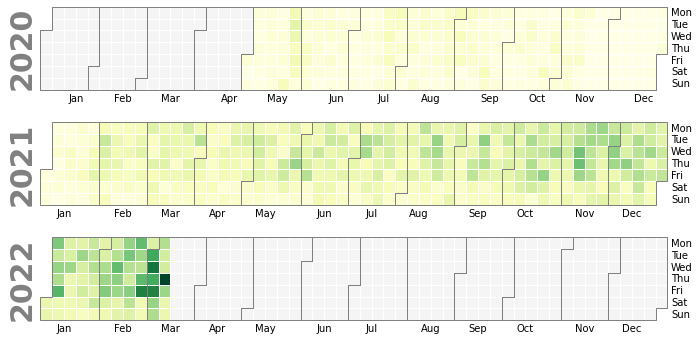 2020
Mon
Tue
Wed
Thu
Fri
Sat
Sun
Jan Feb Mar Apr May Jun Jul Aug Sep Oct Nov Dec
2021
Mon
Tue
Wed
Thu
Fri
Sat
Sun
Jan Feb Mar Apr May Jun Jul Aug Sep Oct Nov Dec
2022
Mon
Tue
Wed
Thu
Fri
Sat
Sun
Jan Feb Mar Apr May Jun Jul Aug Sep Oct Nov Dec